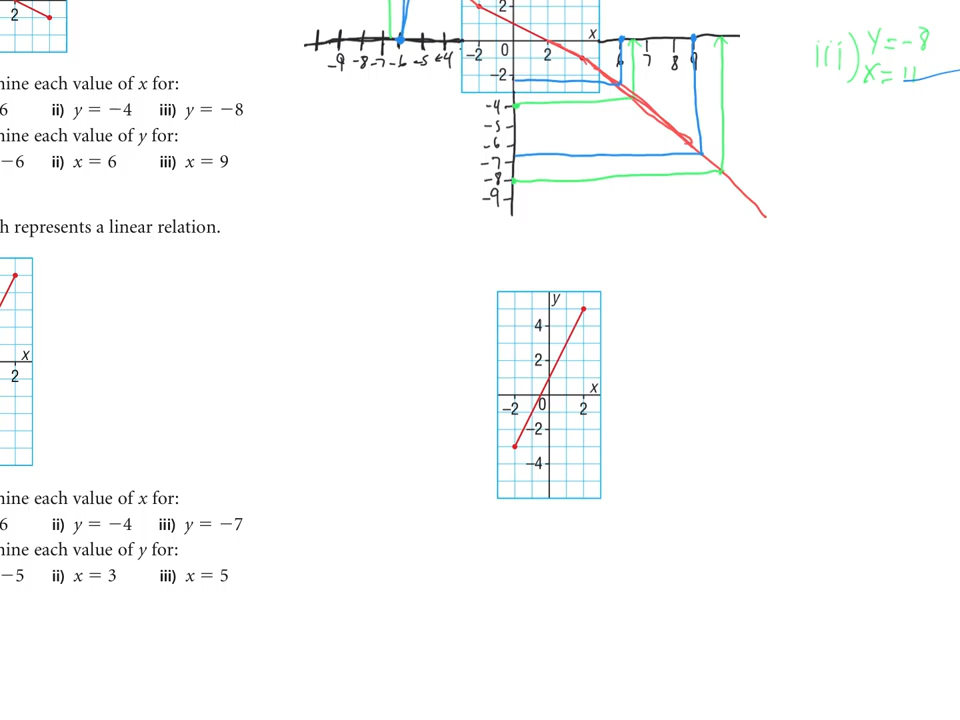 2
2
x
-9 -8 -7 -6 -5 -4 -2 0 2 6 7 8 9
-2
-4
-5
-6
-7
-8
-9
iii) y = -8
x = 11
nine each value of x for:
6 ii) y = −4 iii) y = −8
nine each value of y for:
−6 ii) x = 6 iii) x = 9
h represents a linear relation.
x
2
y
4
2
x
−2 0 2
−2
−4
nine each value of x for:
6 ii) y = −4 iii) y = −7
nine each value of y for:
−5 ii) x = 3 iii) x = 5